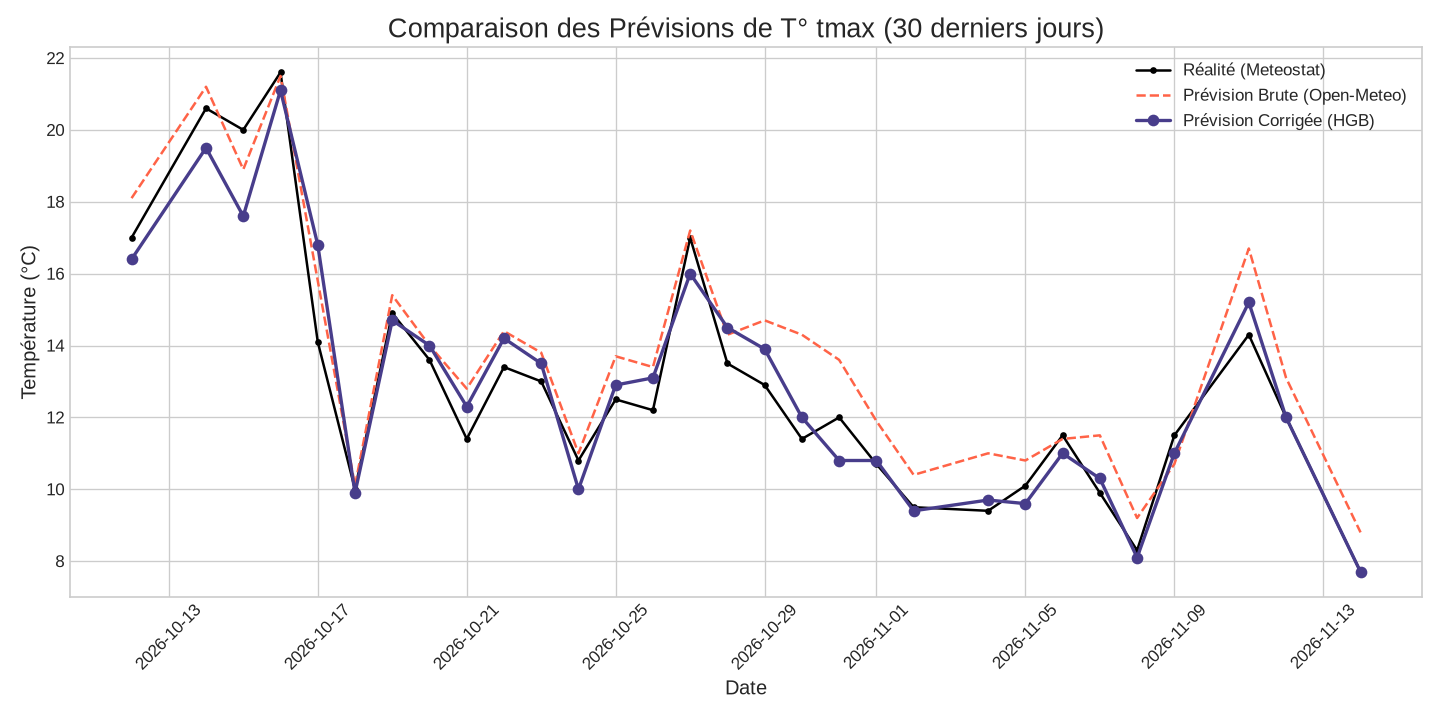 Comparaison des Prévisions de T° tmax (30 derniers jours)
Réalité (Meteostat)
Prévision Brute (Open-Meteo)
Prévision Corrigée (HGB)
Température (°C)
22
20
18
16
14
12
10
8
2026-10-13
2026-10-17
2026-10-21
2026-10-25
2026-10-29
2026-11-01
2026-11-05
2026-11-09
2026-11-13
Date